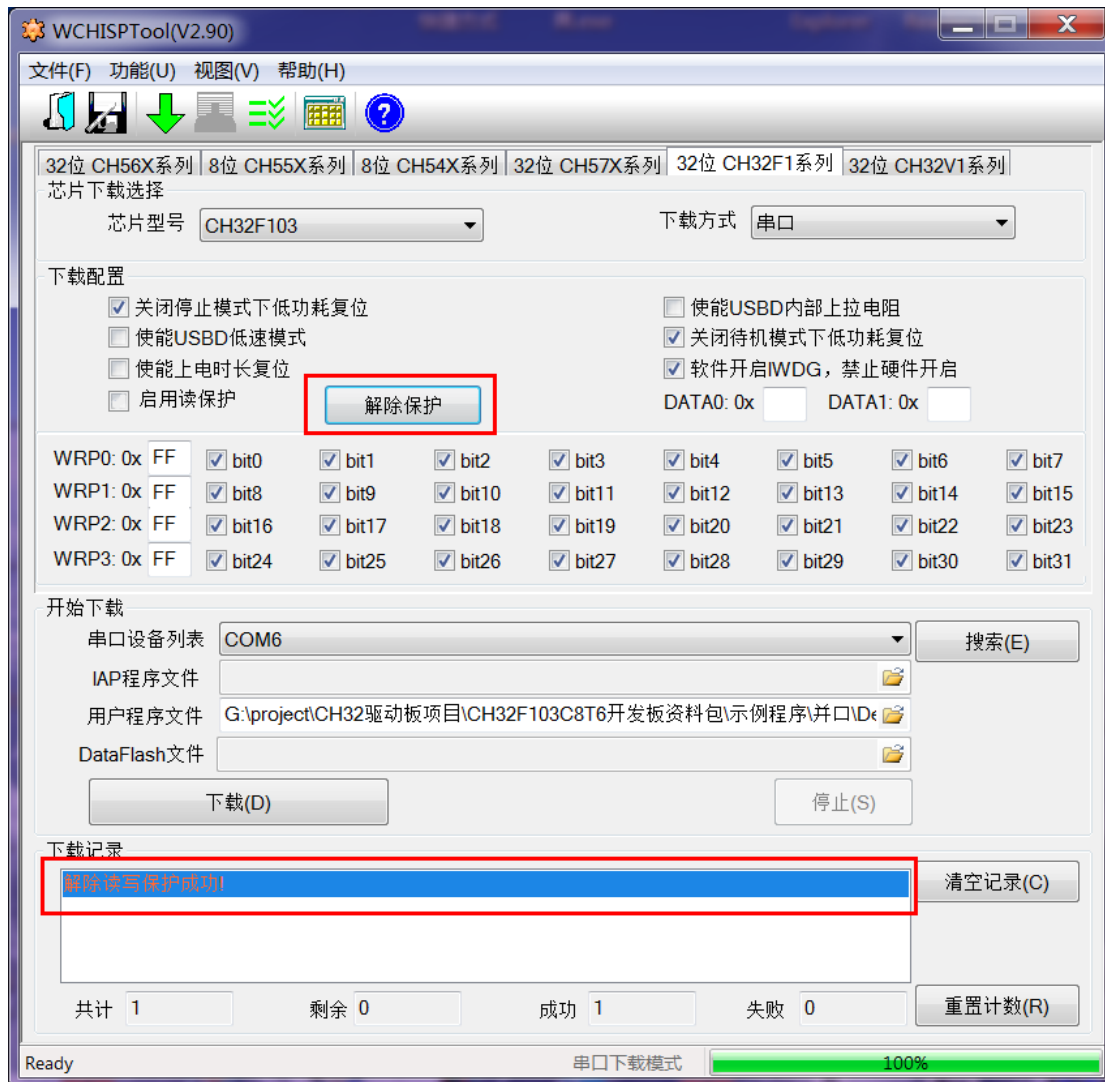 WCHISPTool(V2.90)
文件(F) 功能(U) 视图(V) 帮助(H)
32位 CH56X系列 8位 CH55X系列 8位 CH54X系列 32位 CH57X系列 32位 CH32F1系列 32位 CH32V1系列
芯片下载选择
芯片型号 CH32F103 下载方式 串口
下载配置
关闭停止模式下低功耗复位 使能USBD内部上拉电阻
使能USBD低速模式 关闭待机模式下低功耗复位
使能上电时长复位 软件开启IWDG，禁止硬件开启
启用读保护 解除保护 DATA0: 0x DATA1: 0x
WRP0: 0x FF bit0 bit1 bit2 bit3 bit4 bit5 bit6 bit7
WRP1: 0x FF bit8 bit9 bit10 bit11 bit12 bit13 bit14 bit15
WRP2: 0x FF bit16 bit17 bit18 bit19 bit20 bit21 bit22 bit23
WRP3: 0x FF bit24 bit25 bit26 bit27 bit28 bit29 bit30 bit31
开始下载
串口设备列表 COM6 搜索(E)
IAP程序文件
用户程序文件 G:\project\CH32驱动板项目\CH32F103C8T6开发板资料包\示例程序\并口\De
DataFlash文件
下载(D) 停止(S)
下载记录
解除读写保护成功! 清空记录(C)
共计 1 剩余 0 成功 1 失败 0 重置计数(R)
Ready 串口下载模式 100%